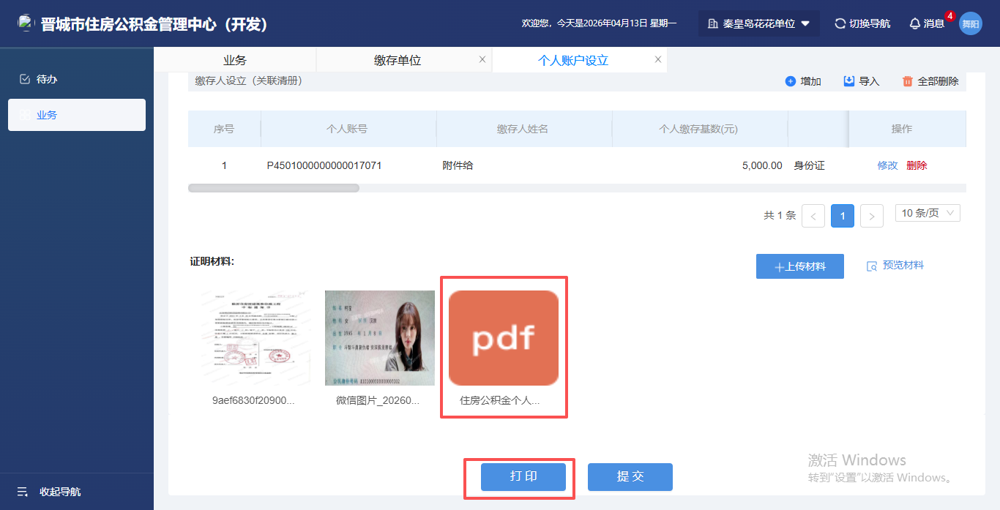 晋城市住房公积金管理中心（开发）
欢迎您，今天是2026年04月13日 星期一
秦皇岛花花单位
切换导航
消息
4
舞阳
待办
业务
收起导航
业务
缴存单位
个人账户设立
缴存人设立（关联清册）
增加
导入
全部删除
序号 个人账号 缴存人姓名 个人缴存基数(元) 操作
1 P4501000000000017071 附件给 5,000.00 身份证 修改 删除
共 1 条 < 1 > 10 条/页
证明材料：
上传材料
预览材料
pdf
9aef6830f20900...
微信图片_20260...
住房公积金个人...
打 印
提 交
激活 Windows
转到"设置"以激活 Windows。